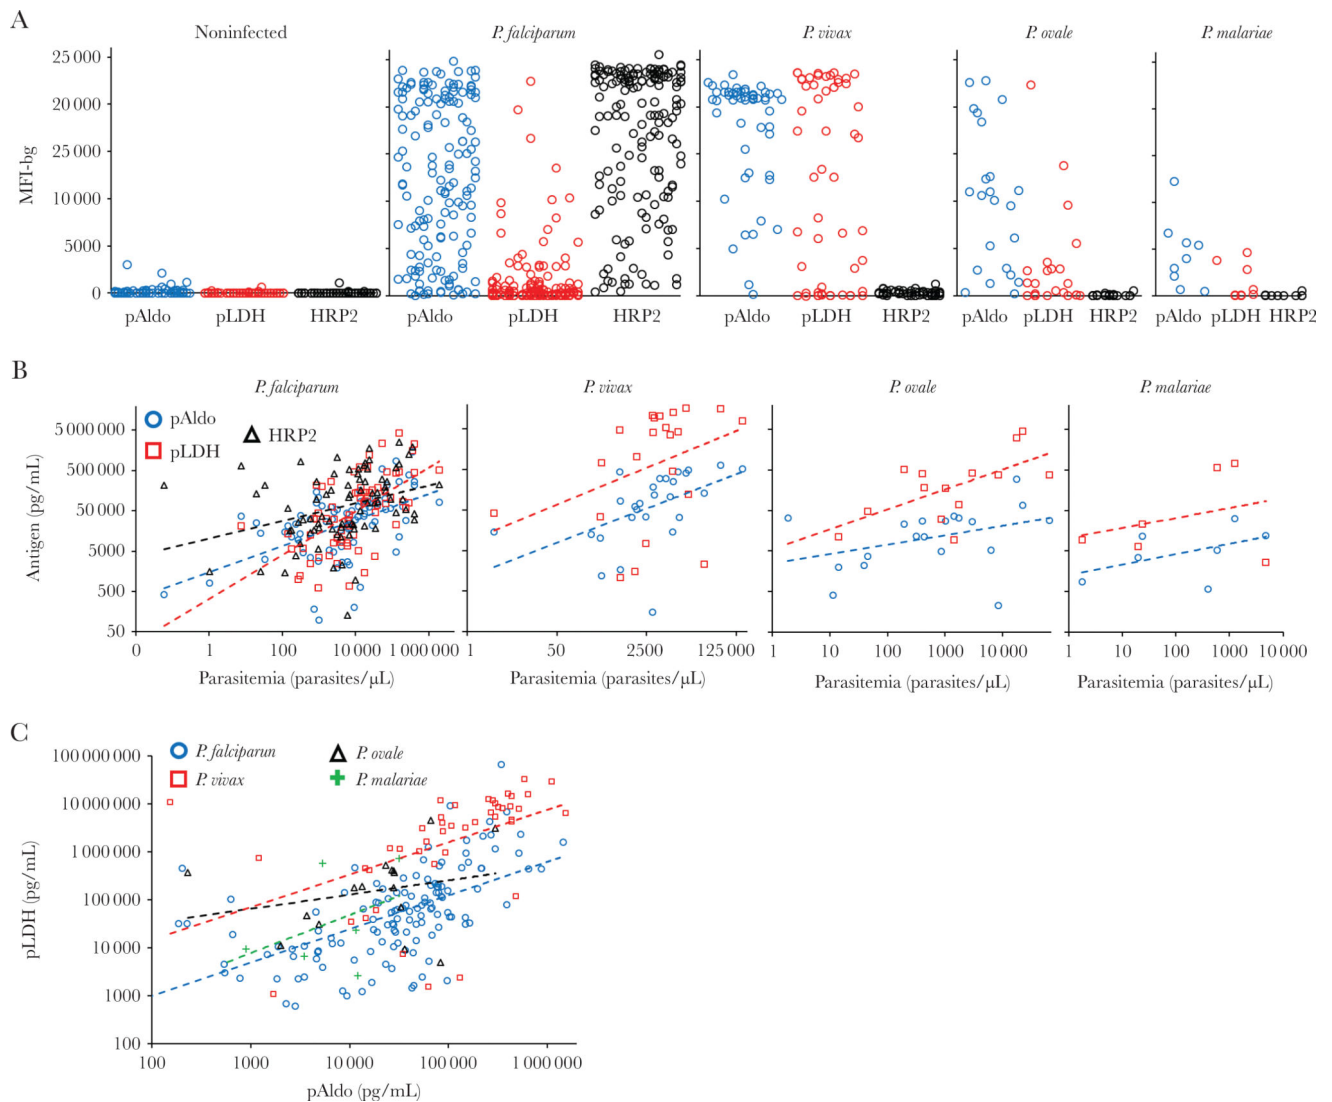 A
Noninfected P. falciparum P. vivax P. ovale P. malariae
MFI-bg
25 000
20 000
25 000
10 000
5000
0
pAldo pLDH HRP2 pAldo pLDH HRP2 pAldo pLDH HRP2 pAldo pLDH HRP2 pAldo pLDH HRP2
B
P. falciparum P. vivax P. ovale P. malariae
Antigen (pg/mL)
pAldo HRP2
pLDH
5 000 000
500 000
50 000
5000
500
50
0 1 100 10 000 1 000 000 1 50 2500 125 000 1 10 100 1000 10 000 1 10 100 1000 10 000
Parasitemia (parasites/μL) Parasitemia (parasites/μL) Parasitemia (parasites/μL) Parasitemia (parasites/μL)
C
P. falciparun P. ovale
P. vivax P. malariae
pLDH (pg/mL)
100 000 000
10 000 000
1 000 000
100 000
10 000
1000
100
100 1000 10 000 100 000 1 000 000
pAldo (pg/mL)